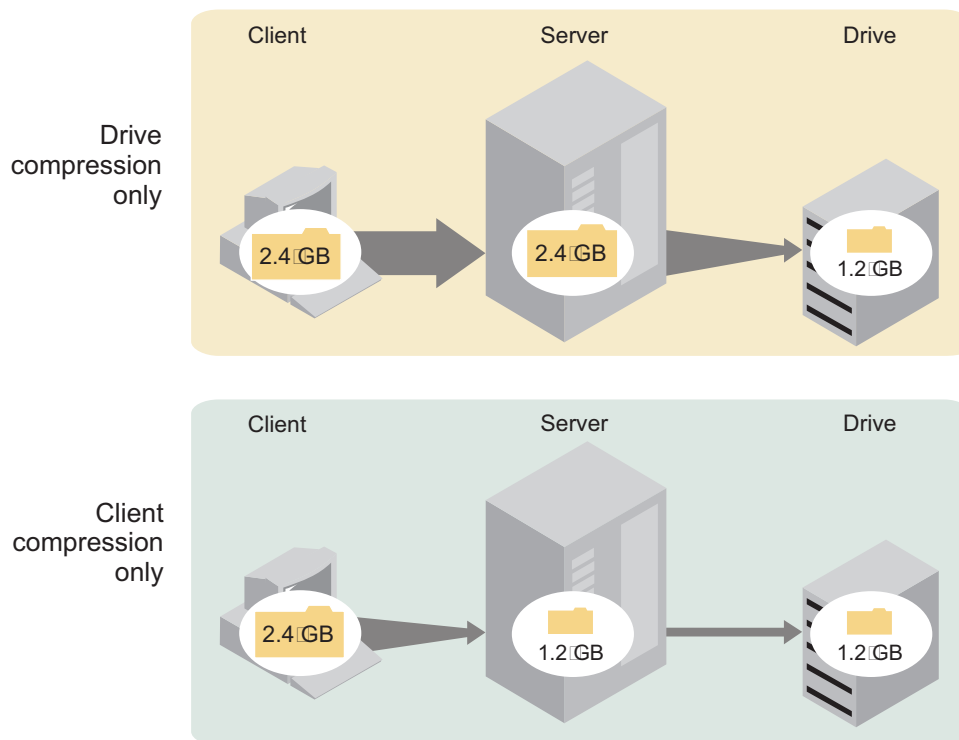 Client Server Drive
Drive
compression
only
2.4□GB 2.4□GB 1.2□GB
Client Server Drive
Client
compression
only
2.4□GB 1.2□GB 1.2□GB